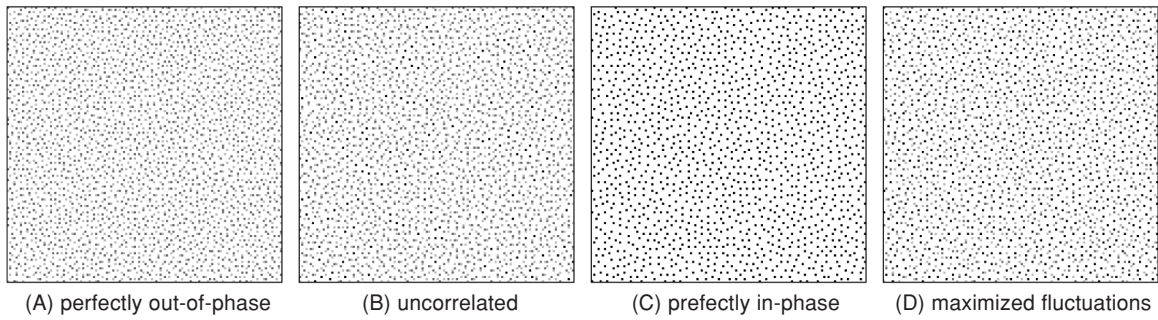 (A) perfectly out-of-phase
(B) uncorrelated
(C) prefectly in-phase
(D) maximized fluctuations